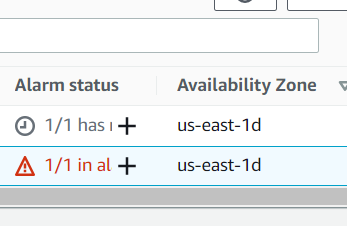 Alarm status Availability Zone
1/1 has us-east-1d
1/1 in al us-east-1d